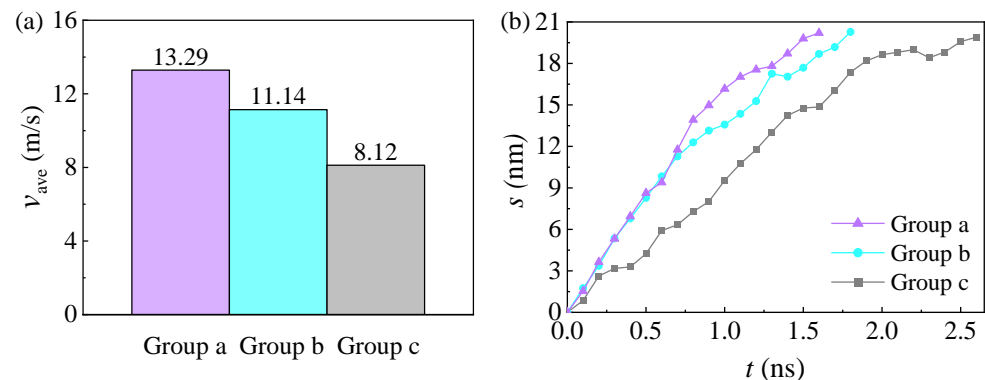 (a)
16
12
8
4
0
v_ave (m/s)
13.29
11.14
8.12
Group a Group b Group c
(b)
21
18
15
12
9
6
3
0
s (nm)
Group a
Group b
Group c
0.0 0.5 1.0 1.5 2.0 2.5
t (ns)